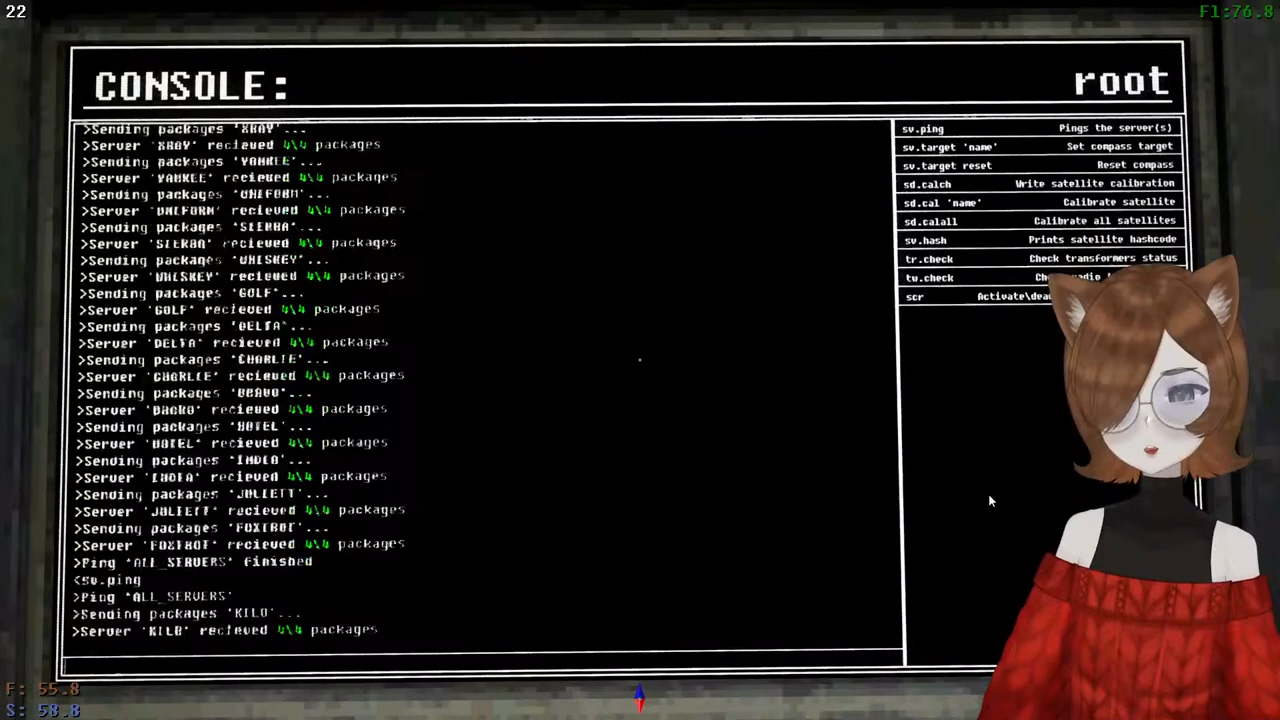 22
F1:76.8
CONSOLE:
root
>Sending packages 'XRAY'...
>Server 'XRAY' recieved 4\4 packages
>Sending packages 'YANKEE'...
>Server 'YANKEE' recieved 4\4 packages
>Sending packages 'UNIFORM'...
>Server 'UNIFORM' recieved 4\4 packages
>Sending packages 'SIERRA'...
>Server 'SIERRA' recieved 4\4 packages
>Sending packages 'WHISKEY'...
>Server 'WHISKEY' recieved 4\4 packages
>Sending packages 'GOLF'...
>Server 'GOLF' recieved 4\4 packages
>Sending packages 'DELTA'...
>Server 'DELTA' recieved 4\4 packages
>Sending packages 'CHARLIE'...
>Server 'CHARLIE' recieved 4\4 packages
>Sending packages 'BRAVO'...
>Server 'BRAVO' recieved 4\4 packages
>Sending packages 'HOTEL'...
>Server 'HOTEL' recieved 4\4 packages
>Sending packages 'INDIA'...
>Server 'INDIA' recieved 4\4 packages
>Sending packages 'JULIETT'...
>Server 'JULIETT' recieved 4\4 packages
>Sending packages 'FOXTROT'...
>Server 'FOXTROT' recieved 4\4 packages
>Ping 'ALL_SERVERS' finished
<sv.ping
>Ping 'ALL_SERVERS'
>Sending packages 'KILO'...
>Server 'KILO' recieved 4\4 packages
sv.ping Pings the server(s)
sv.target 'name' Set compass target
sv.target reset Reset compass
sd.calch Write satellite calibration
sd.cal 'name' Calibrate satellite
sd.calall Calibrate all satellites
sv.hash Prints satellite hashcode
tr.check Check transformers status
tw.check
scr
F: 55.8
S: 58.8